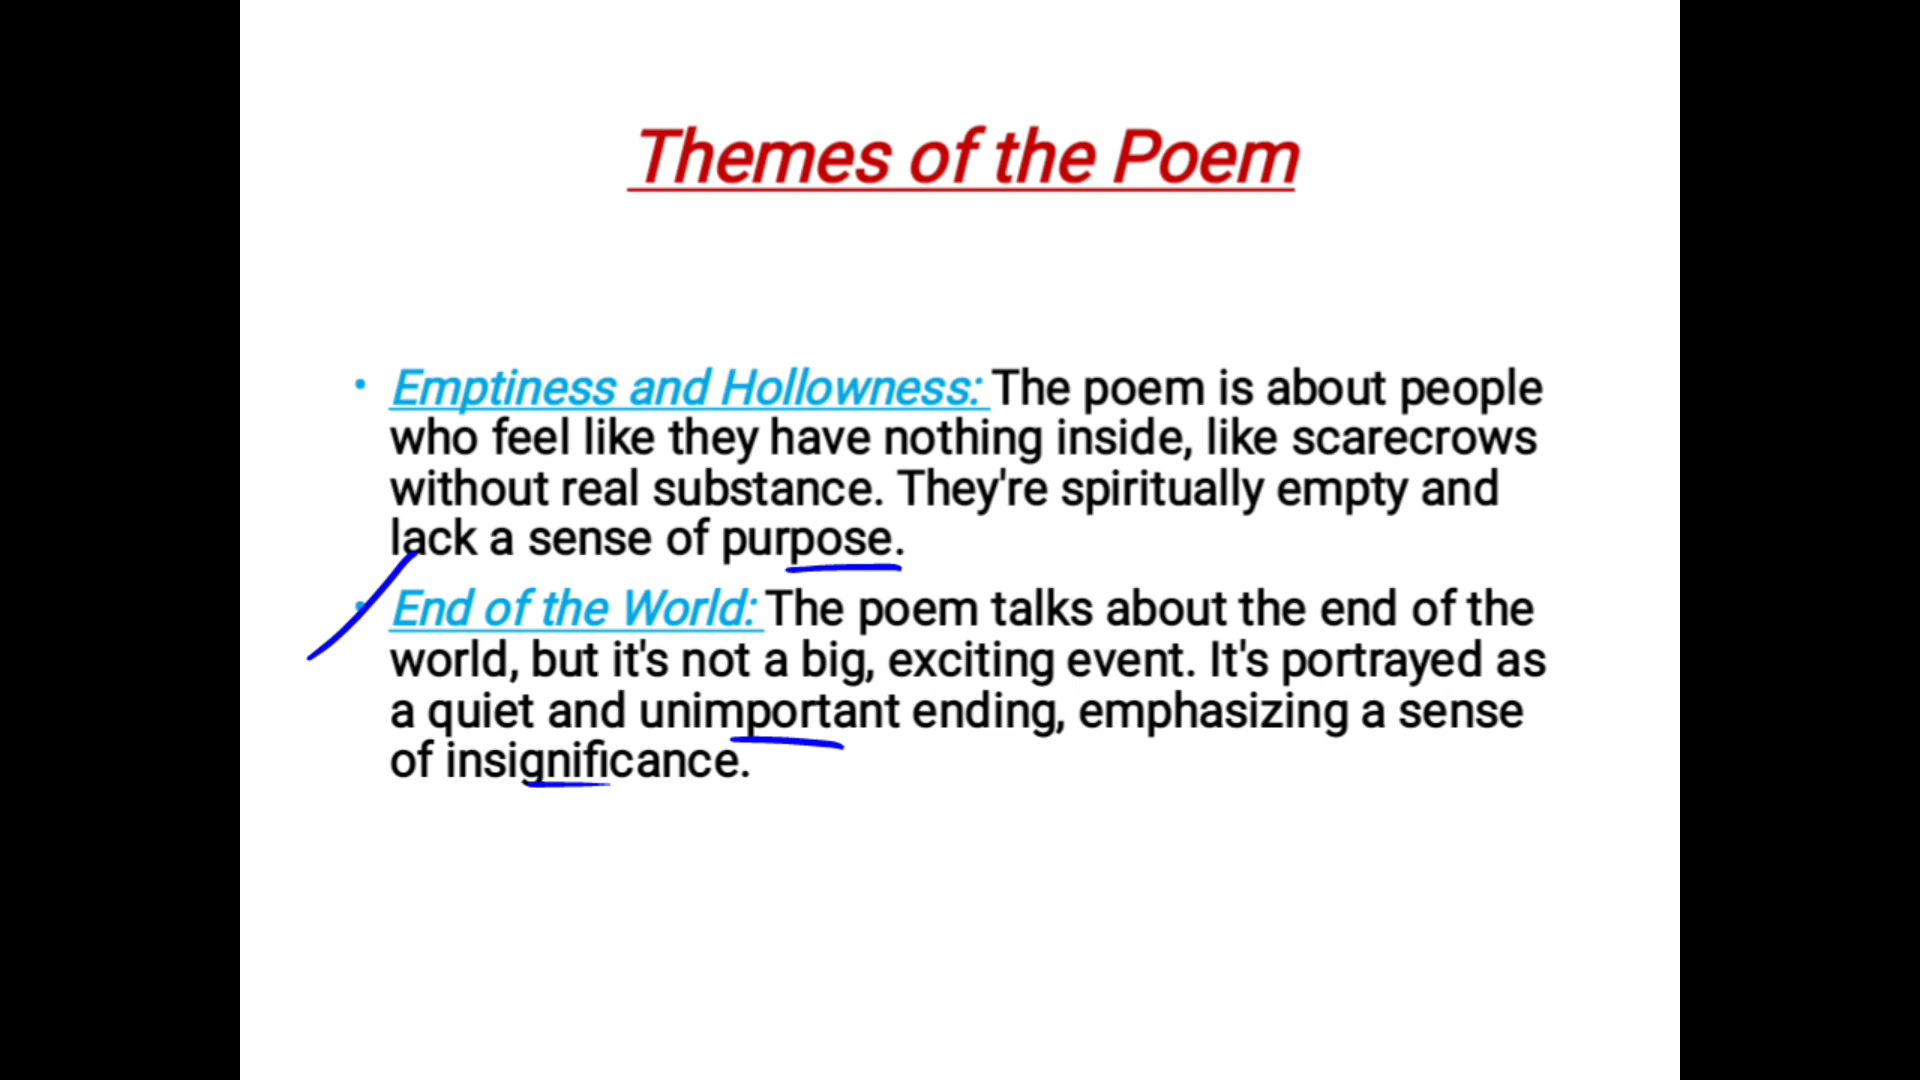 Themes of the Poem
• Emptiness and Hollowness: The poem is about people
who feel like they have nothing inside, like scarecrows
without real substance. They're spiritually empty and
lack a sense of purpose.
• End of the World: The poem talks about the end of the
world, but it's not a big, exciting event. It's portrayed as
a quiet and unimportant ending, emphasizing a sense
of insignificance.